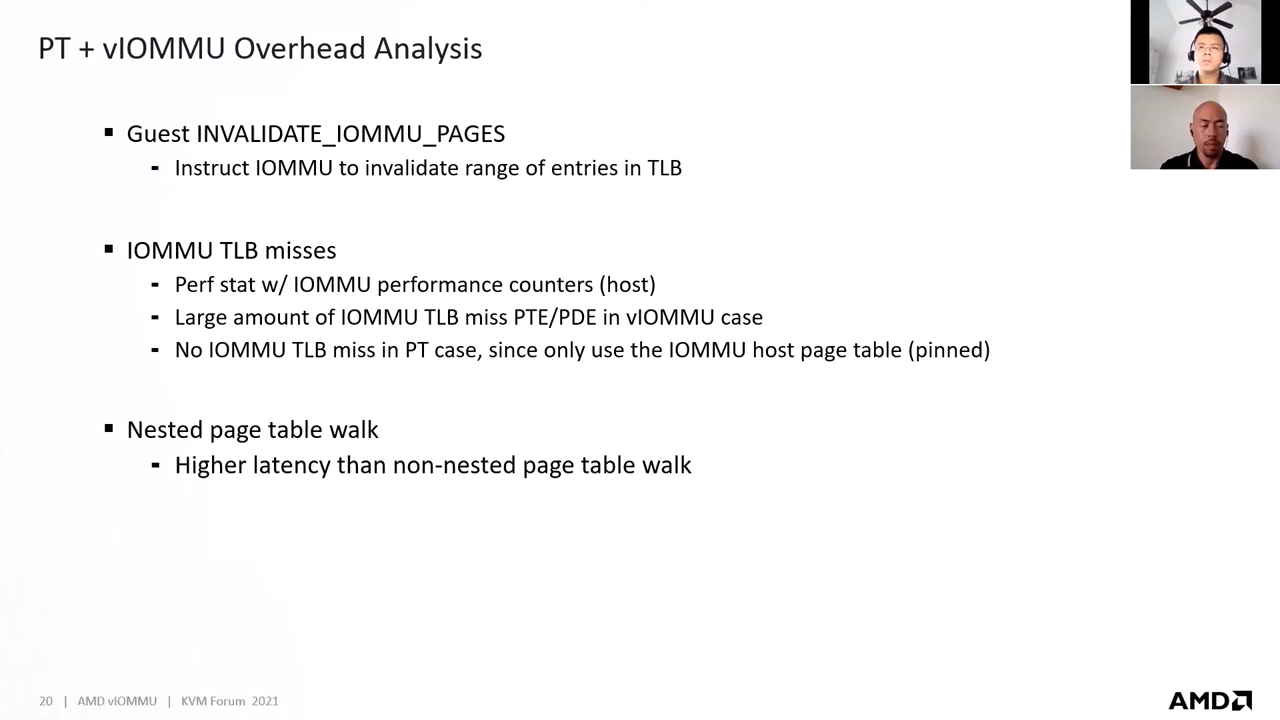 PT + vIOMMU Overhead Analysis
▪ Guest INVALIDATE_IOMMU_PAGES
- Instruct IOMMU to invalidate range of entries in TLB
▪ IOMMU TLB misses
- Perf stat w/ IOMMU performance counters (host)
- Large amount of IOMMU TLB miss PTE/PDE in vIOMMU case
- No IOMMU TLB miss in PT case, since only use the IOMMU host page table (pinned)
▪ Nested page table walk
- Higher latency than non-nested page table walk
20 | AMD vIOMMU | KVM Forum 2021
AMD